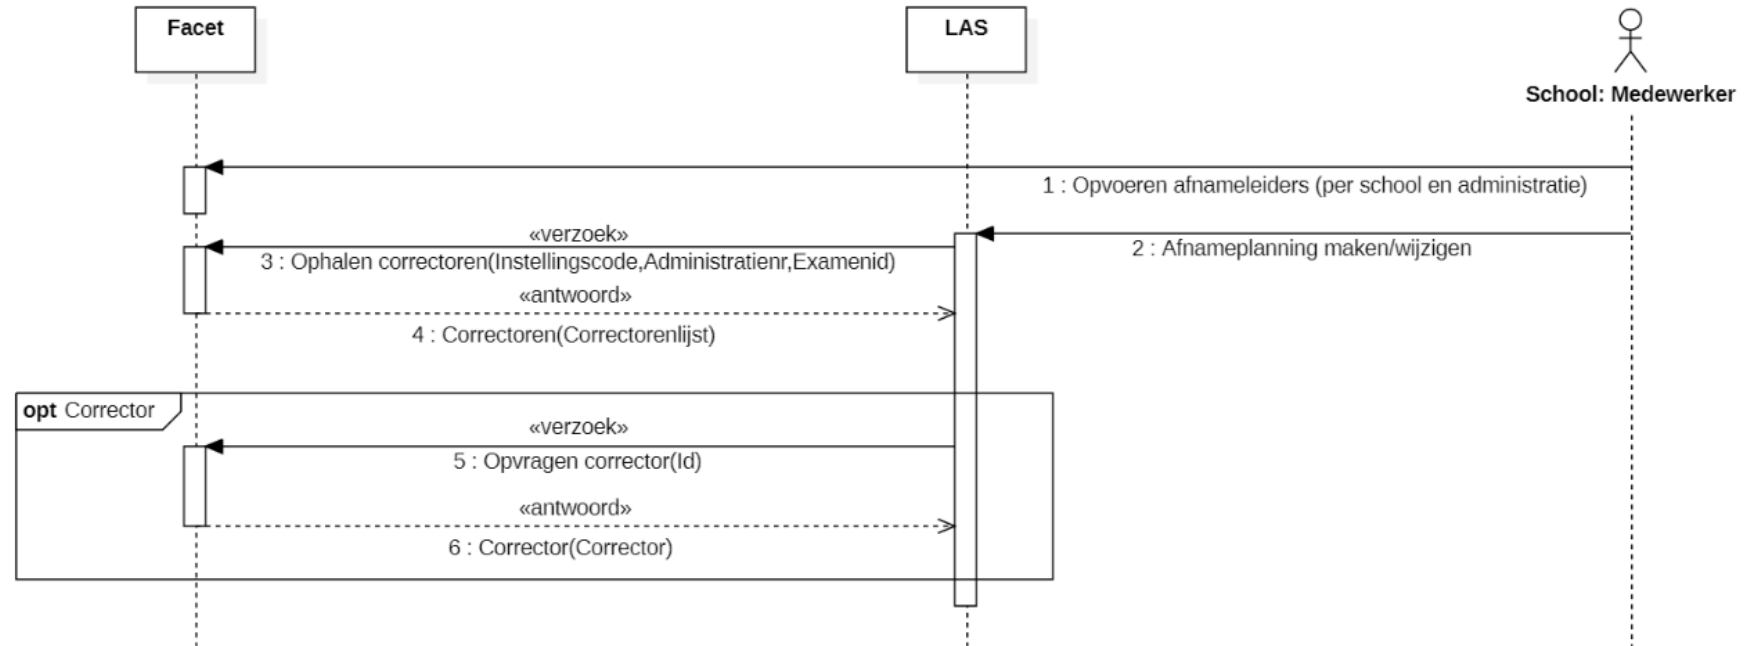 Facet
LAS
School: Medewerker
1 : Opvoeren afnameleiders (per school en administratie)
«verzoek»
2 : Afnameplanning maken/wijzigen
3 : Ophalen correctoren(Instellingscode,Administratienr,Examenid)
«antwoord»
4 : Correctoren(Correctorenlijst)
opt Corrector
«verzoek»
5 : Opvragen corrector(Id)
«antwoord»
6 : Corrector(Corrector)